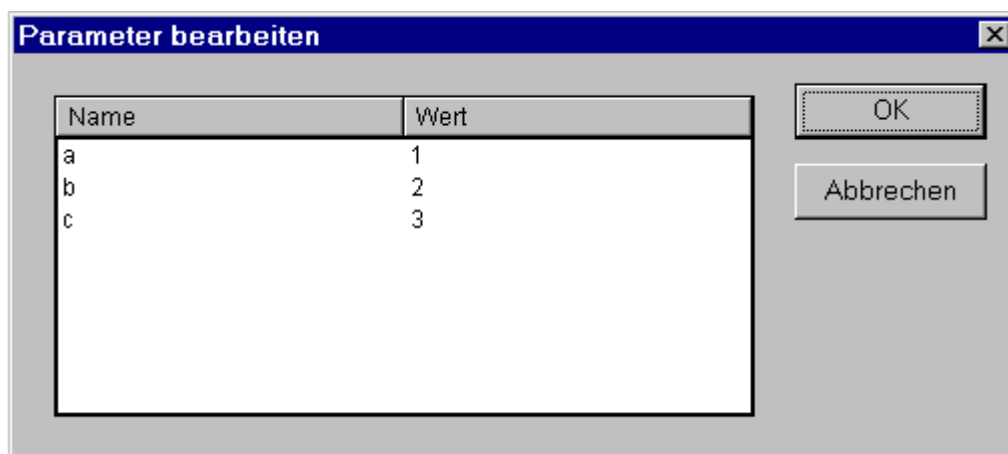 Parameter bearbeiten
Name Wert
a 1
b 2
c 3
OK
Abbrechen